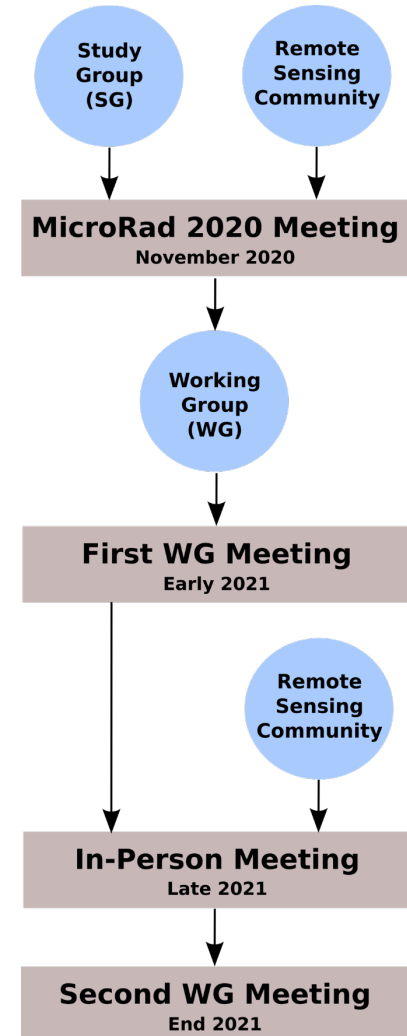 Study
Group
(SG)
Remote
Sensing
Community
MicroRad 2020 Meeting
November 2020
Working
Group
(WG)
First WG Meeting
Early 2021
Remote
Sensing
Community
In-Person Meeting
Late 2021
Second WG Meeting
End 2021